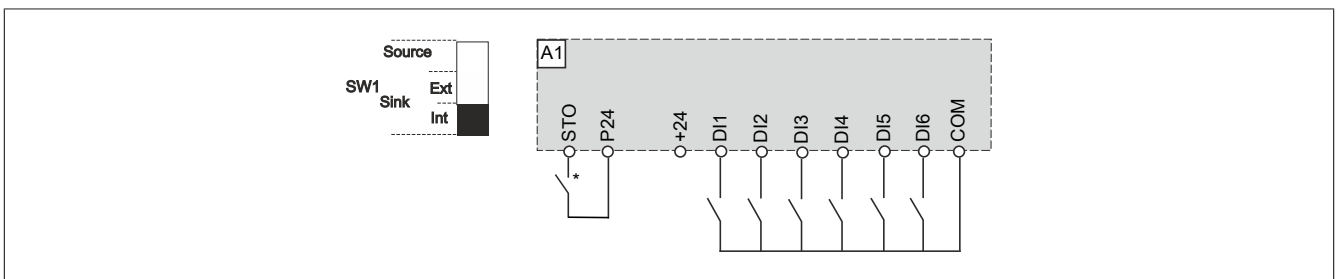 Source
SW1
Sink
Ext
Int
A1
STO
P24
+24
DI1
DI2
DI3
DI4
DI5
DI6
COM
*